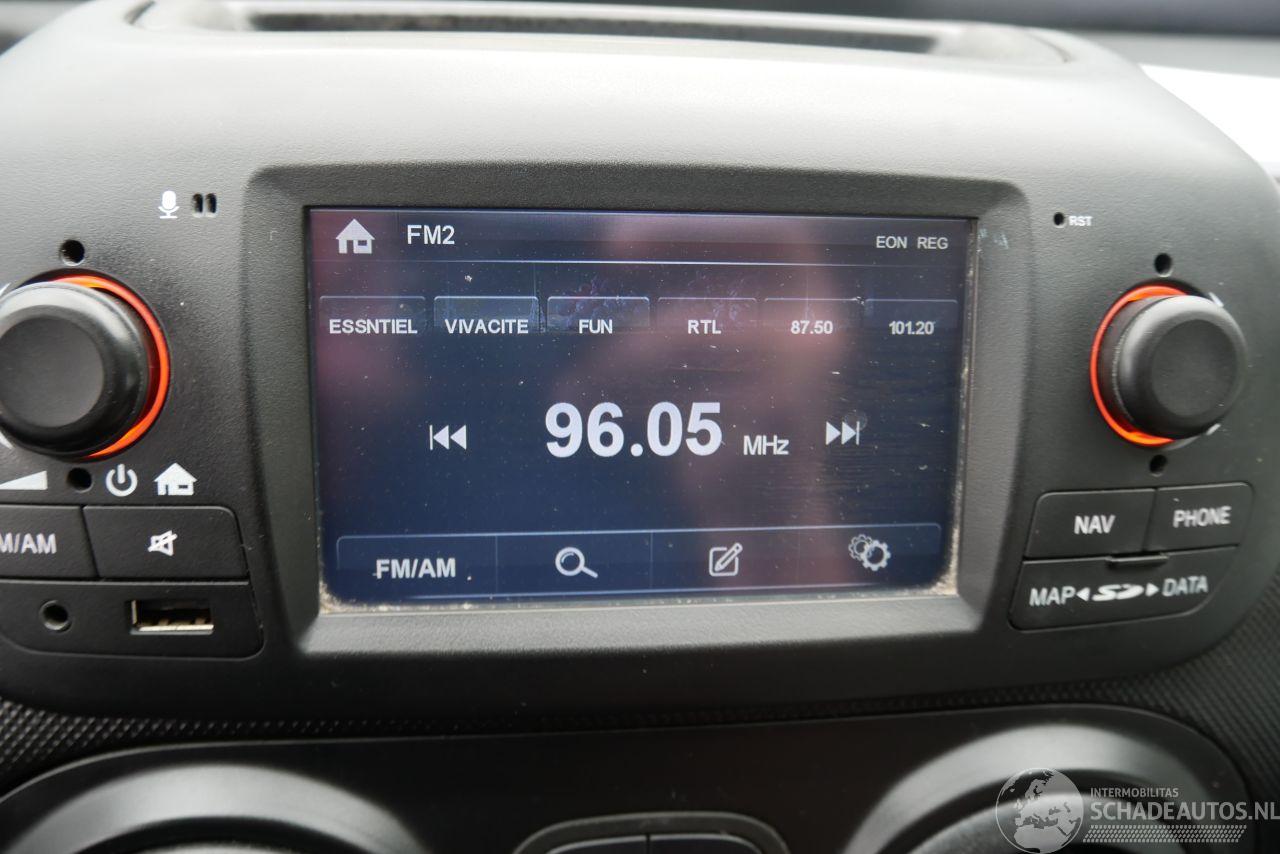 FM2
EON REG
RST
ESSNTIEL VIVACITE FUN RTL 87.50 101.20
96.05 MHz
FM/AM
M/AM
NAV PHONE
MAP SD DATA
INTERMOBILITAS
SCHADEAUTOS.NL